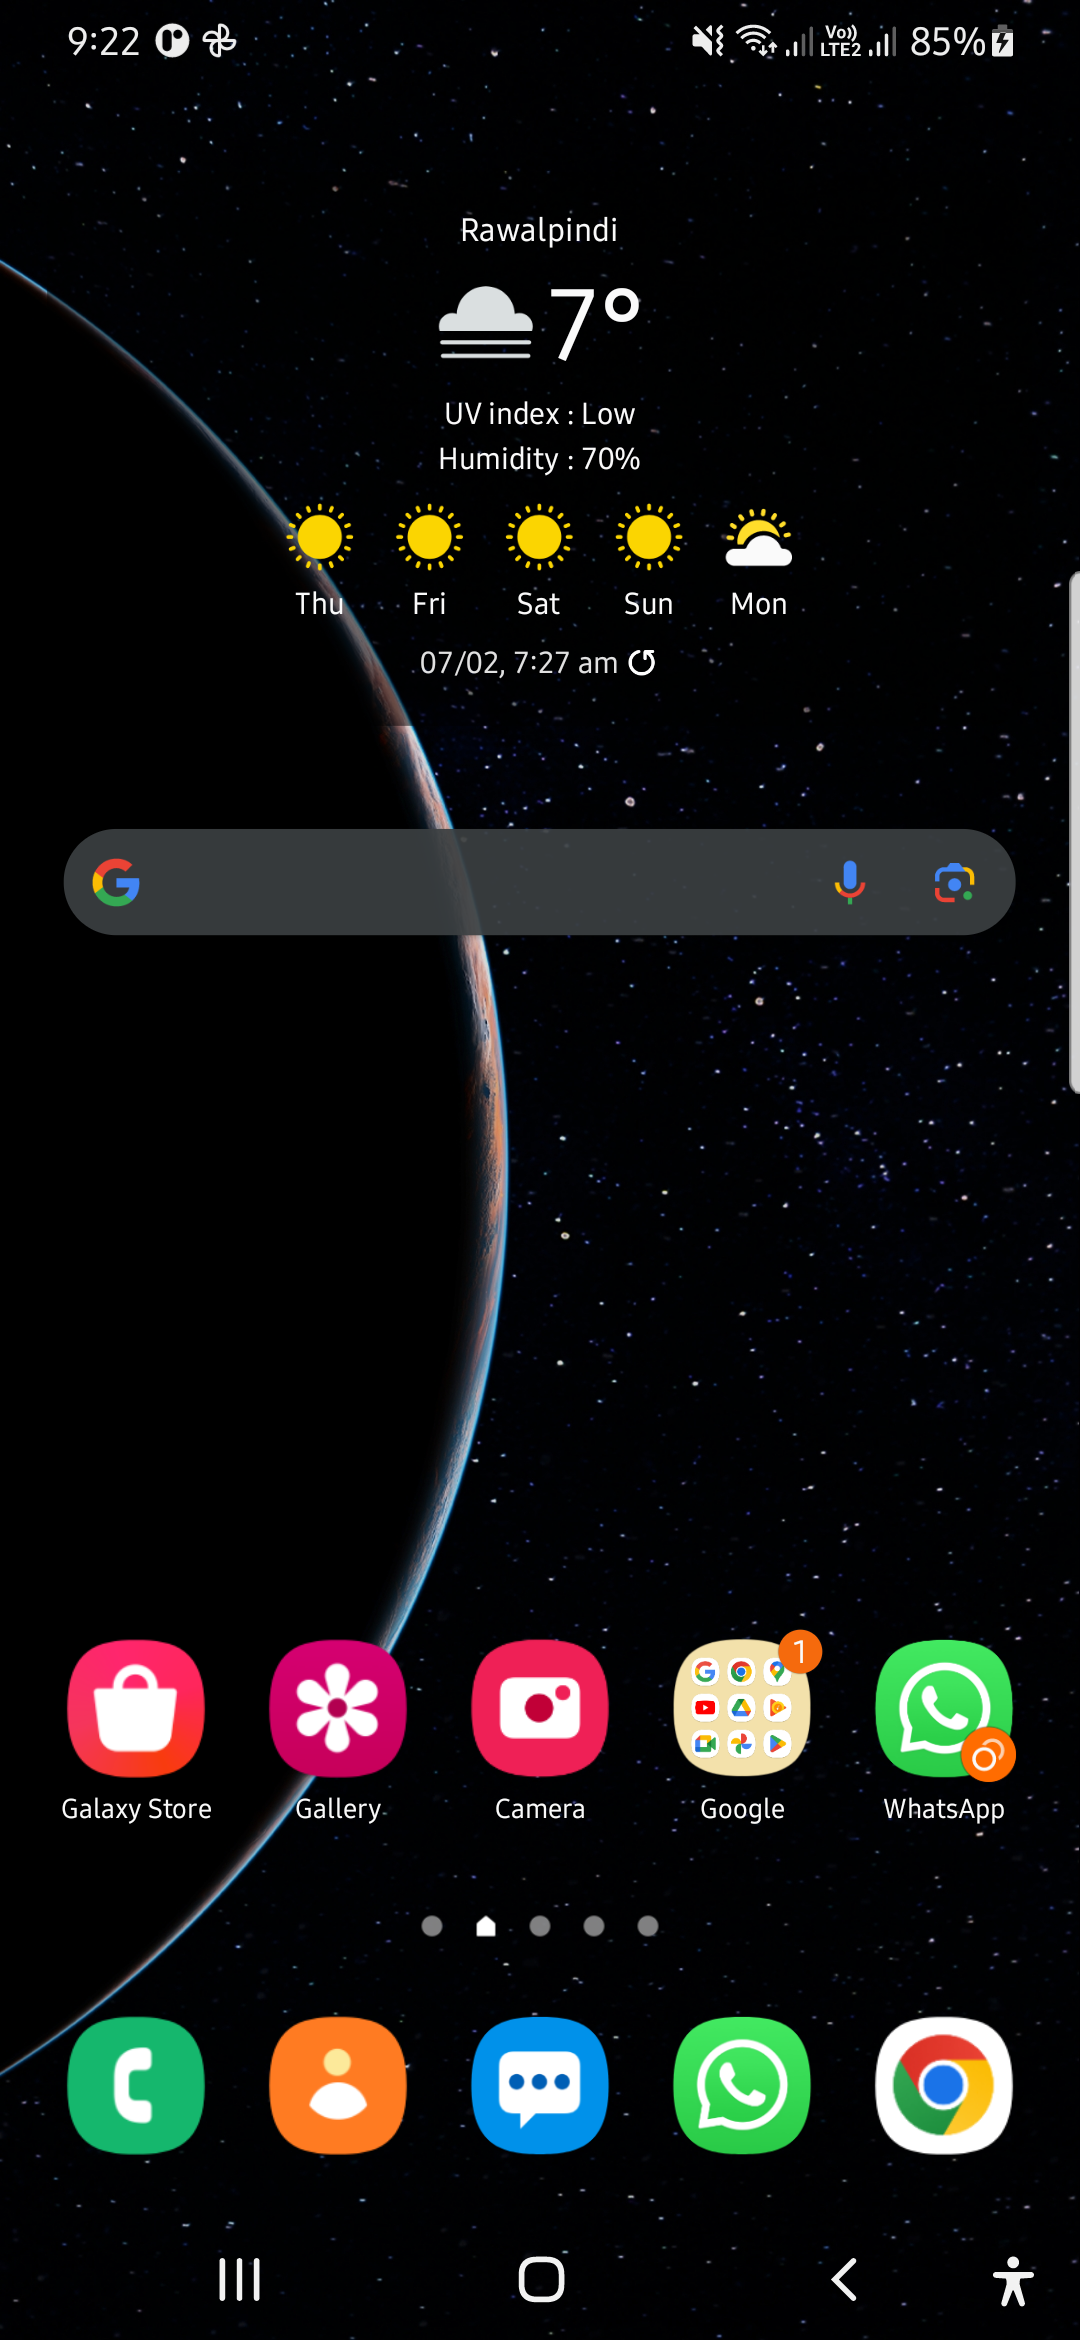 9:22 Vo)) LTE2 85%
Rawalpindi
7°
UV index : Low
Humidity : 70%
Thu Fri Sat Sun Mon
07/02, 7:27 am
1
Galaxy Store Gallery Camera Google WhatsApp